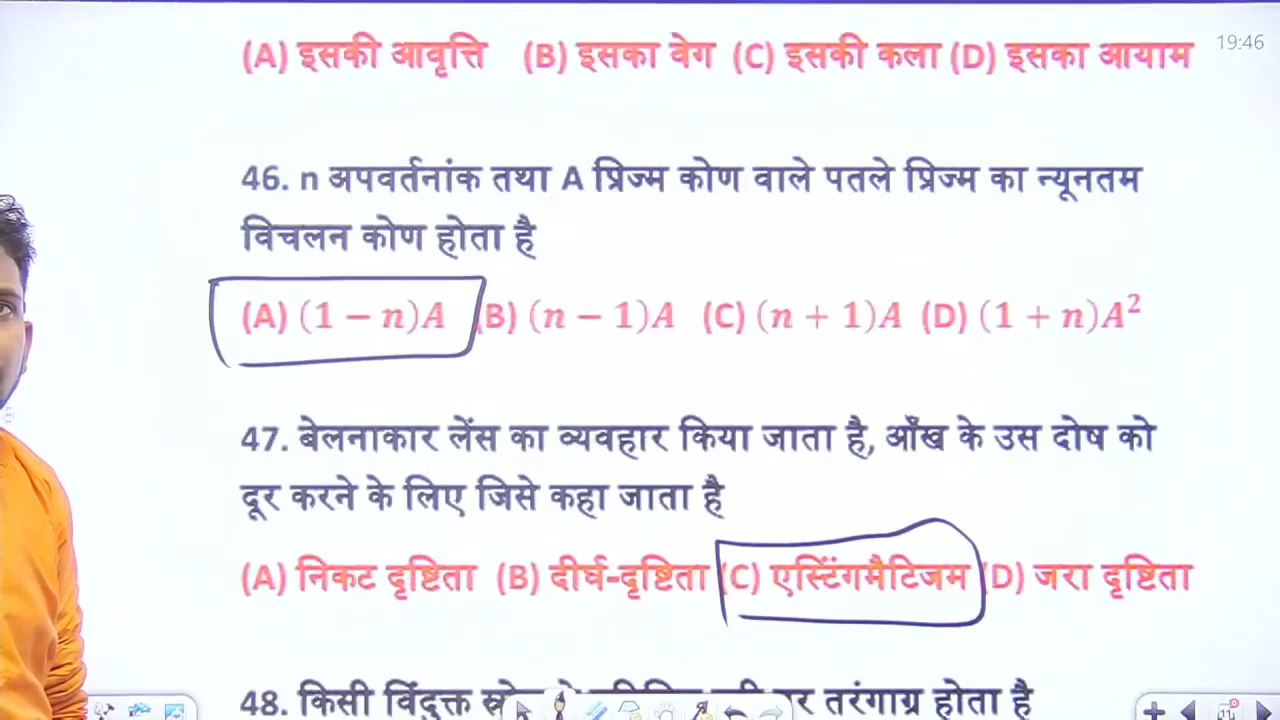 (A) इसकी आवृत्ति (B) इसका वेग (C) इसकी कला (D) इसका आयाम
19:46
46. n अपवर्तनांक तथा A प्रिज्म कोण वाले पतले प्रिज्म का न्यूनतम
विचलन कोण होता है
(A) (1 − n)A (B) (n − 1)A (C) (n + 1)A (D) (1 + n)A²
47. बेलनाकार लेंस का व्यवहार किया जाता है, आँख के उस दोष को
दूर करने के लिए जिसे कहा जाता है
(A) निकट दृष्टिता (B) दीर्घ-दृष्टिता (C) एस्टिंगमैटिजम (D) जरा दृष्टिता
48. किसी विंदुक्त तरंगाग्र होता है
11